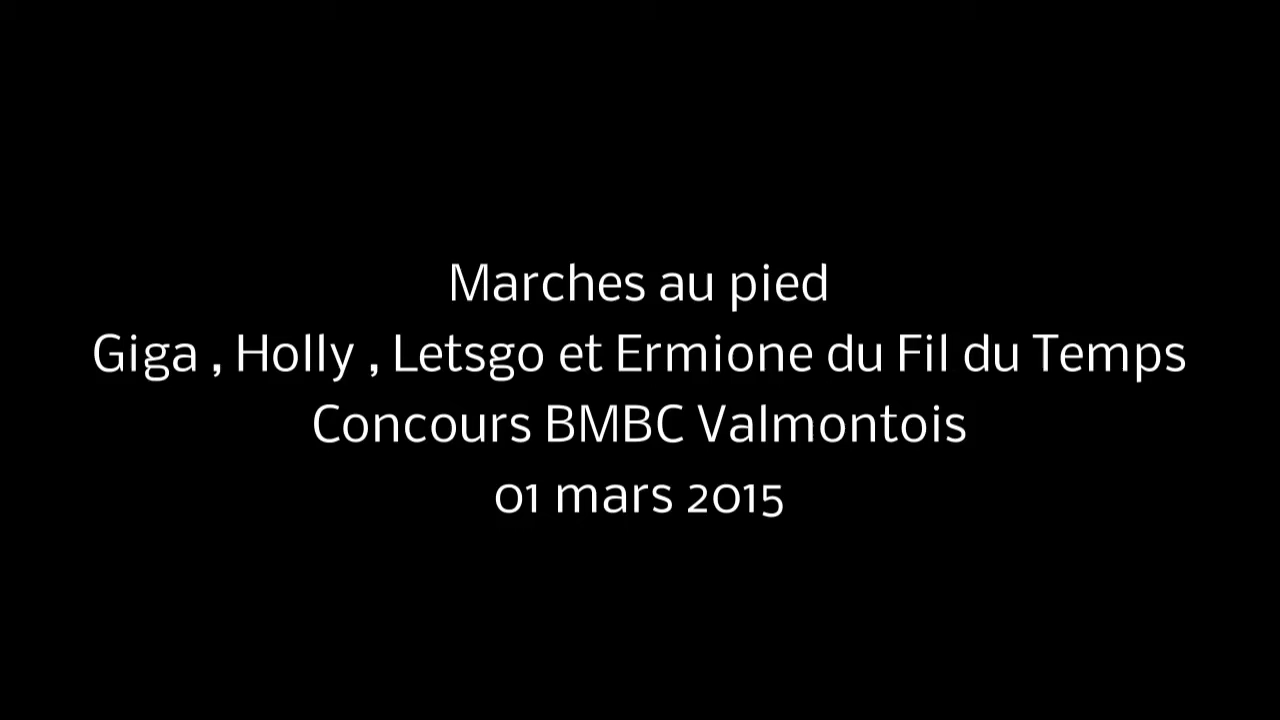 Marches au pied
Giga , Holly , Letsgo et Ermione du Fil du Temps
Concours BMBC Valmontois
01 mars 2015